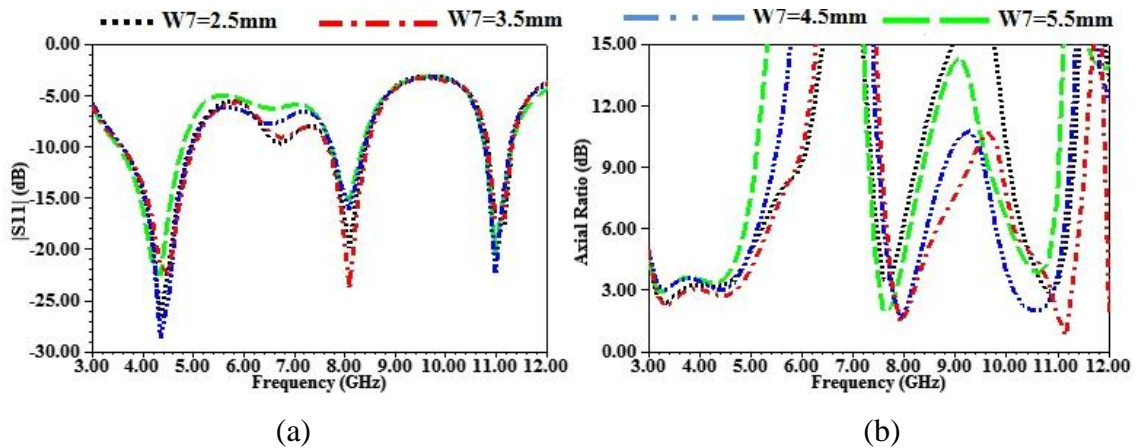 W7=2.5mm W7=3.5mm W7=4.5mm W7=5.5mm
0.00
-5.00
-10.00
-15.00
-20.00
-25.00
-30.00
|S11| (dB)
3.00 4.00 5.00 6.00 7.00 8.00 9.00 10.00 11.00 12.00
Frequency (GHz)
(a)
15.00
12.00
9.00
6.00
3.00
0.00
Axial Ratio (dB)
3.00 4.00 5.00 6.00 7.00 8.00 9.00 10.00 11.00 12.00
Frequency (GHz)
(b)